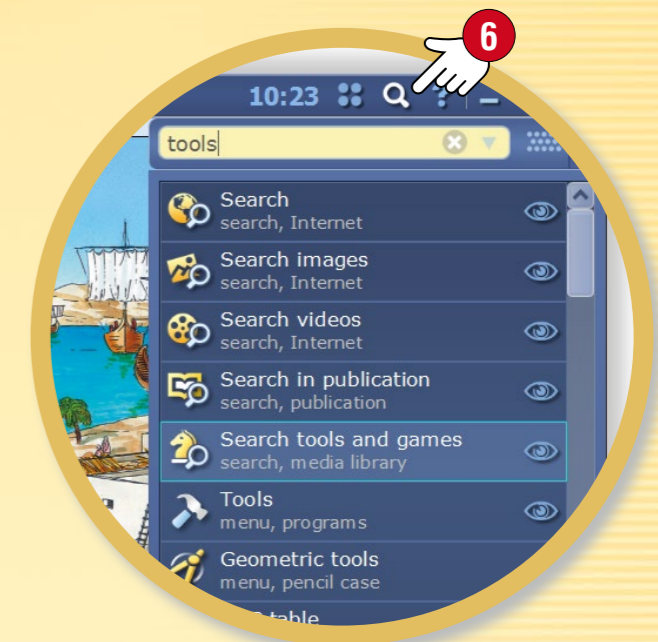 6
10:23 ?
tools
Search
search, Internet
Search images
search, Internet
Search videos
search, Internet
Search in publication
search, publication
Search tools and games
search, media library
Tools
menu, programs
Geometric tools
menu, pencil case
table